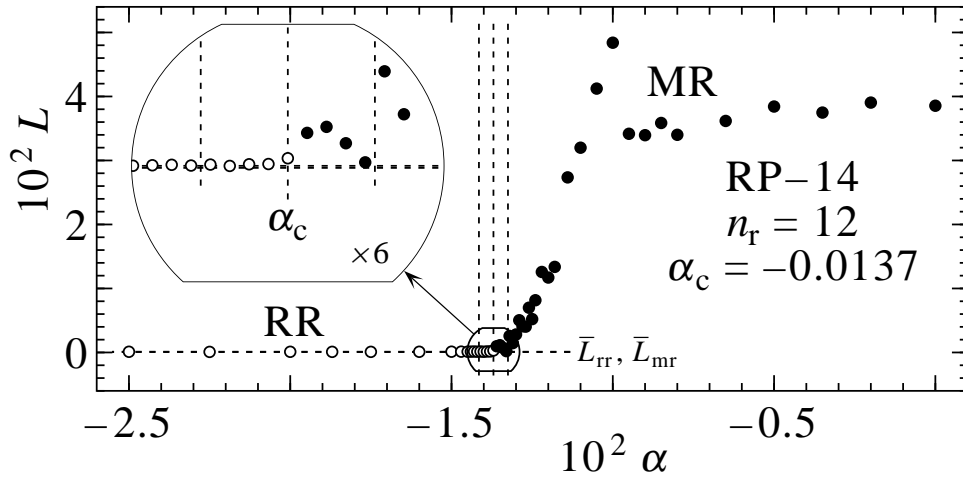 10² L
4
2
0
α_c
×6
RR
MR
RP−14
n_r = 12
α_c = −0.0137
L̄_rr, L̄_mr
−2.5
−1.5
−0.5
10² α